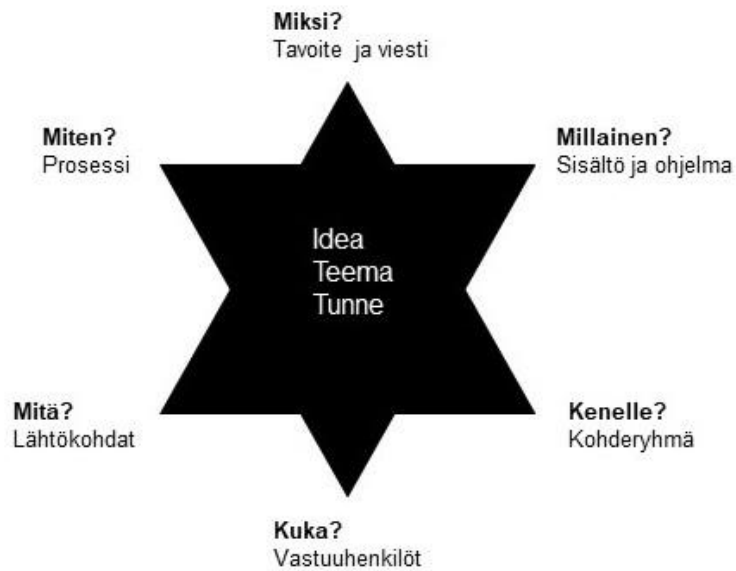 Miksi?
Tavoite ja viesti
Miten?
Prosessi
Millainen?
Sisältö ja ohjelma
Idea
Teema
Tunne
Mitä?
Lähtökohdat
Kenelle?
Kohderyhmä
Kuka?
Vastuuhenkilöt